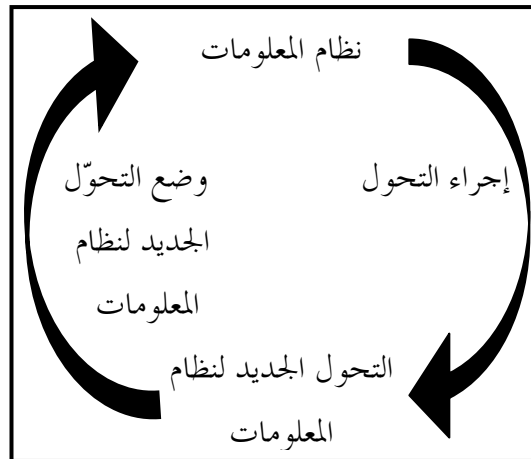 نظام المعلومات
إجراء التحول
وضع التحوّل
الجديد لنظام
المعلومات
التحول الجديد لنظام
المعلومات